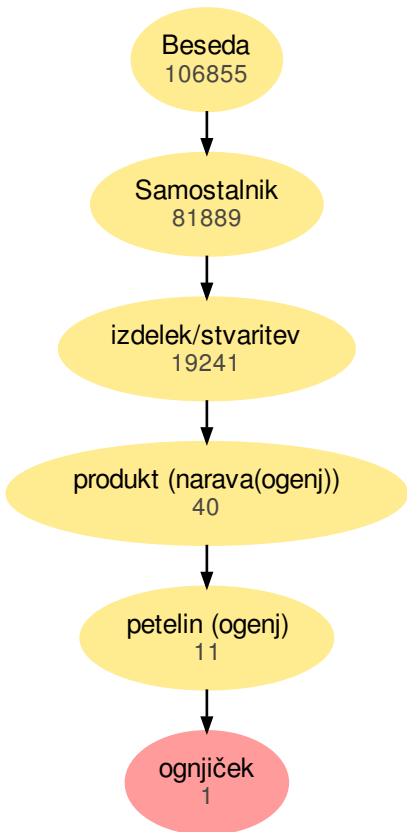 Beseda
106855
Samostalnik
81889
izdelek/stvaritev
19241
produkt (narava(ogenj))
40
petelin (ogenj)
11
ognjiček
1